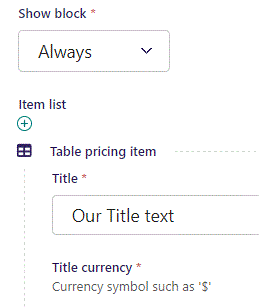 Show block *
Always
Item list
Table pricing item
Title *
Our Title text
Title currency *
Currency symbol such as '$'